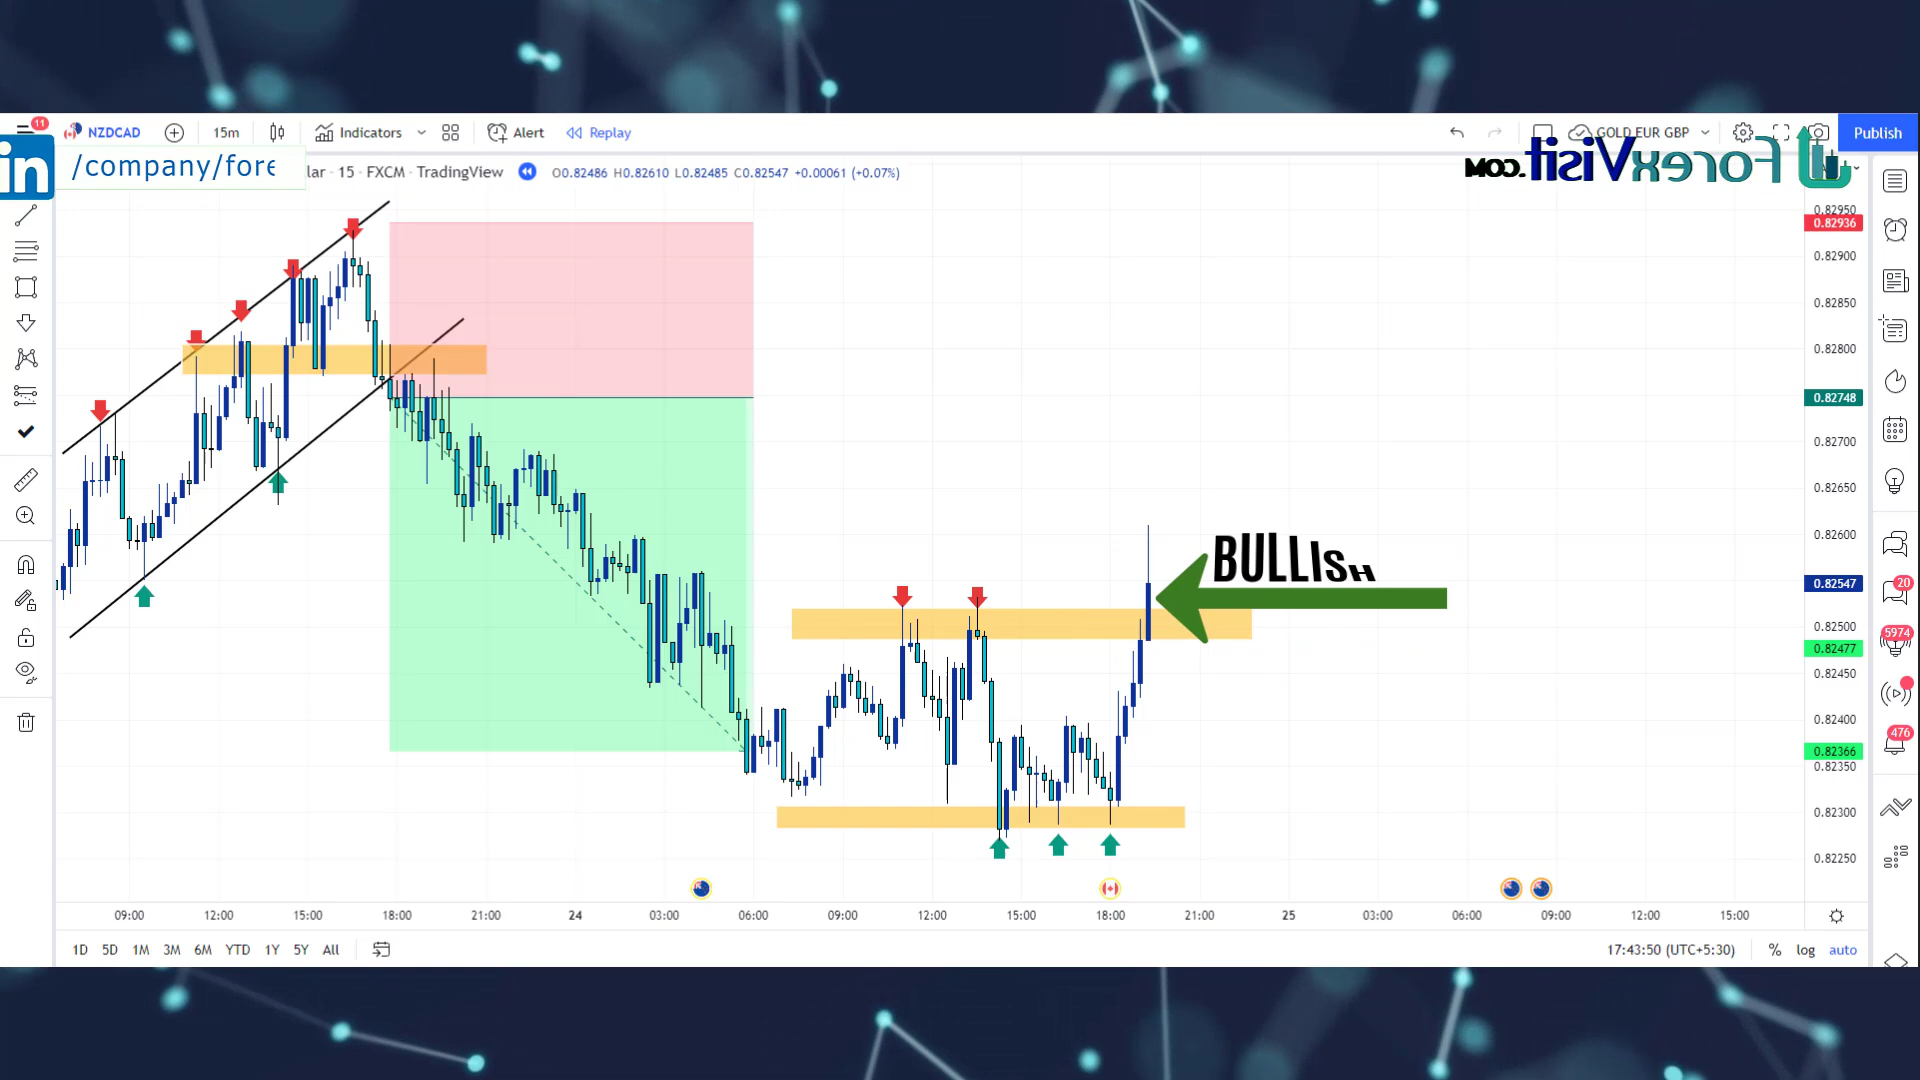 11
NZDCAD
15m
Indicators
Alert
Replay
GOLD EUR GBP
Publish
in
/company/fore
lar · 15 · FXCM · TradingView
O0.82486 H0.82610 L0.82485 C0.82547 +0.00061 (+0.07%)
ForexVisit.COM
0.82950
0.82936
0.82900
0.82850
0.82800
0.82748
0.82700
0.82650
0.82600
BULLISH
0.82547
0.82500
0.82477
0.82450
0.82400
0.82366
0.82350
0.82300
0.82250
20
5974
476
09:00 12:00 15:00 18:00 21:00 24 03:00 06:00 09:00 12:00 15:00 18:00 21:00 25 03:00 06:00 09:00 12:00 15:00
1D 5D 1M 3M 6M YTD 1Y 5Y All
17:43:50 (UTC+5:30)
% log auto